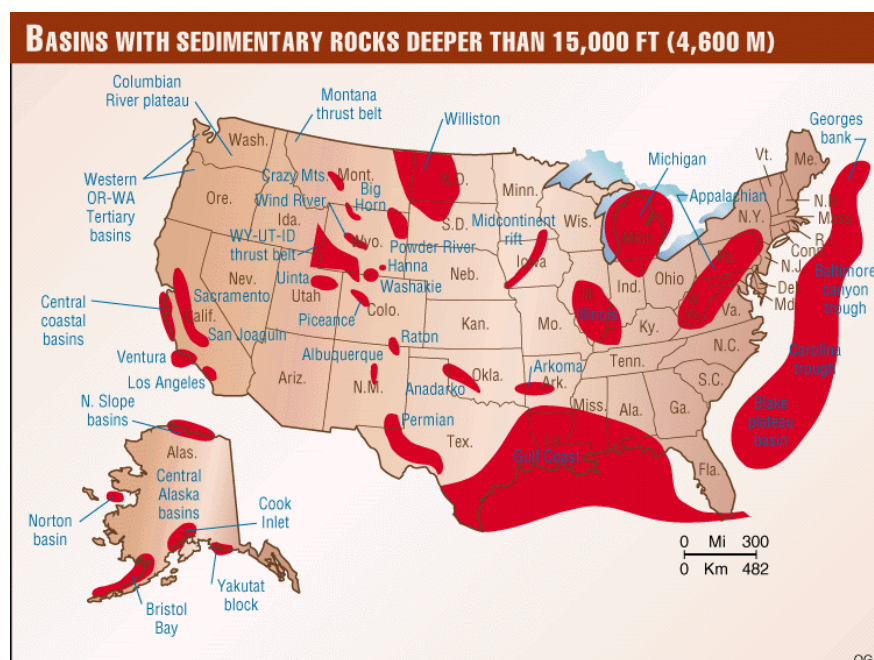 BASINS WITH SEDIMENTARY ROCKS DEEPER THAN 15,000 FT (4,600 M)
Columbian
River plateau
Montana
thrust belt
Williston
Georges
bank
Michigan
Appalachian
Western
OR-WA
Tertiary
basins
Wash.
Ore.
Crazy Mts.
Mont.
Big
Horn
Wind River
Ida.
WY-UT-ID
thrust belt
Wyo.
N.D.
S.D.
Minn.
Wis.
Midcontinent
rift
Iowa
Mich.
Vt.
Me.
N.H.
Mass.
N.Y.
R.I.
Conn.
N.J.
Del.
Md.
Pa.
Powder River
Hanna
Washakie
Neb.
Uinta
Utah
Nev.
Piceance
Colo.
Sacramento
Calif.
San Joaquin
Central
coastal
basins
Ventura
Los Angeles
Ill.
Illinois
Ind.
Ohio
Va.
Baltimore
canyon
trough
Kan.
Mo.
Ky.
Raton
Albuquerque
Ariz.
N.M.
Anadarko
Okla.
Arkoma
Ark.
Tenn.
N.C.
S.C.
Carolina
trough
Blake
plateau
basin
Permian
Tex.
Miss.
Ala.
Ga.
Fla.
Gulf Coast
N. Slope
basins
Alas.
Central
Alaska
basins
Norton
basin
Cook
Inlet
Yakutat
block
Bristol
Bay
0 Mi 300
0 Km 482